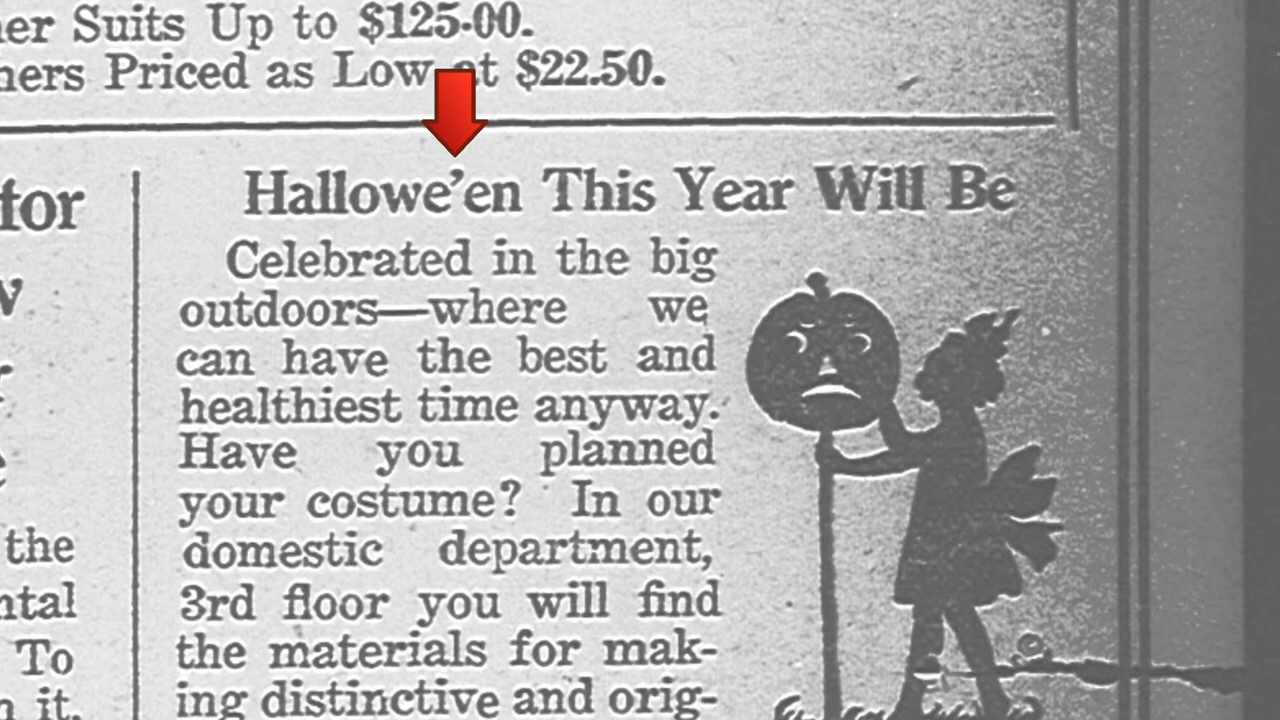 er Suits Up to $125.00.
hers Priced as Low at $22.50.
for
the
ntal
To
it.
Hallowe'en This Year Will Be
Celebrated in the big
outdoors—where we
can have the best and
healthiest time anyway.
Have you planned
your costume? In our
domestic department,
3rd floor you will find
the materials for mak-
ing distinctive and orig-